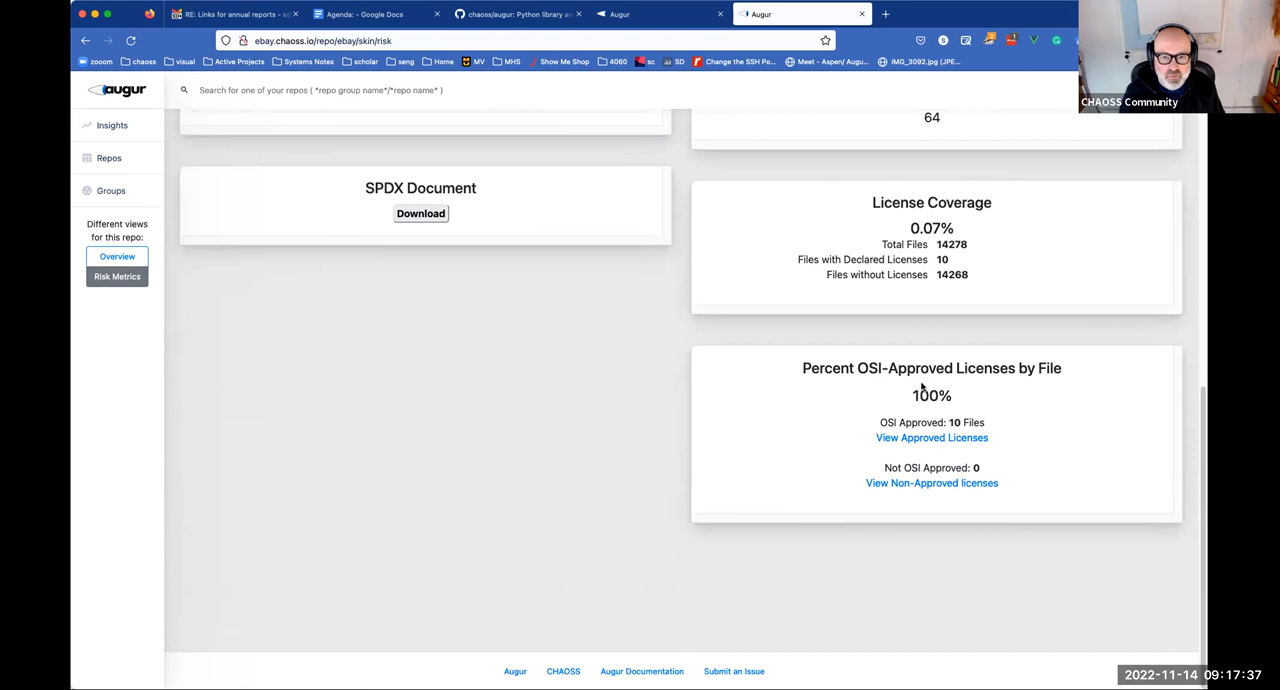 RE: Links for annual reports - s
Agenda: - Google Docs
chaoss/augur: Python library an
Augur
Augur
ebay.chaoss.io/repo/ebay/skin/risk
zooom
chaoss
visual
Active Projects
Systems Notes
scholar
seng
Home
MV
MHS
Show Me Shop
4060
sc
SD
Change the SSH Po...
Meet - Aspen/ Augu...
IMG_3092.jpg (JPE...
CHAOSS Community
augur
Search for one of your repos ( *repo group name*/*repo name* )
Insights
Repos
Groups
Different views
for this repo:
Overview
Risk Metrics
64
SPDX Document
Download
License Coverage
0.07%
Total Files 14278
Files with Declared Licenses 10
Files without Licenses 14268
Percent OSI-Approved Licenses by File
100%
OSI Approved: 10 Files
View Approved Licenses
Not OSI Approved: 0
View Non-Approved licenses
Augur
CHAOSS
Augur Documentation
Submit an Issue
2022-11-14 09:17:37